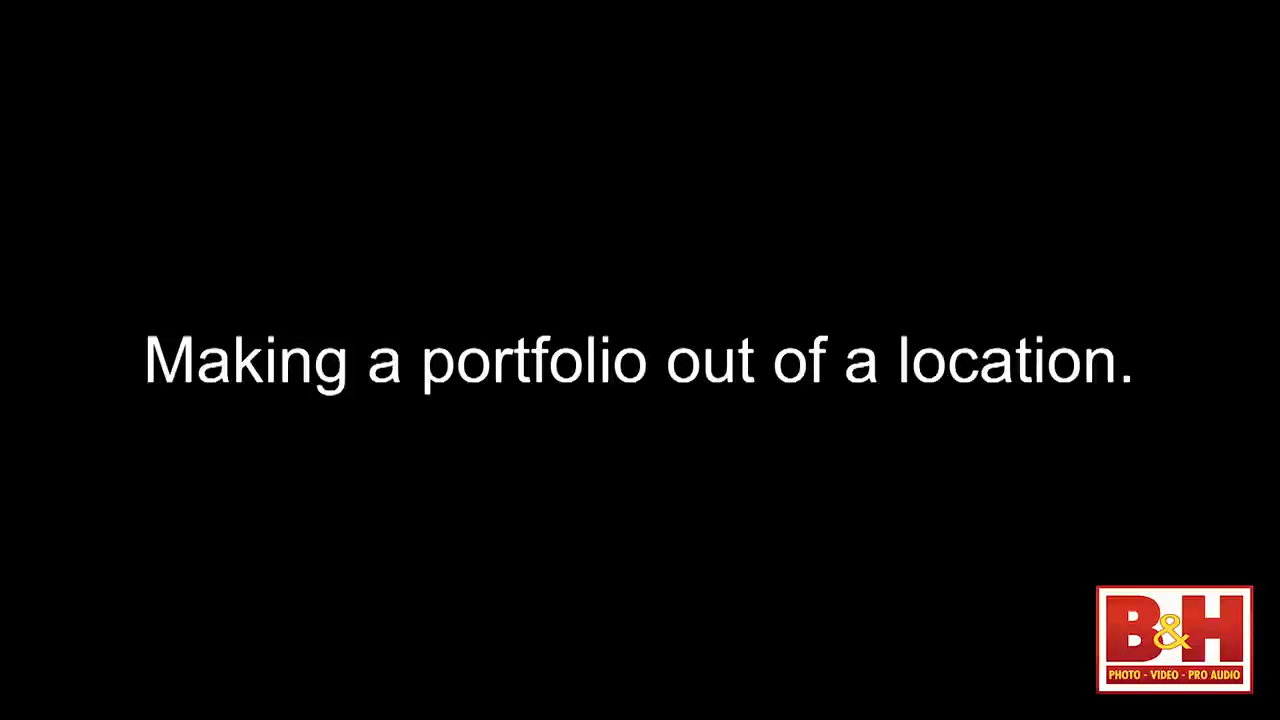 Making a portfolio out of a location.
B&H
PHOTO - VIDEO - PRO AUDIO